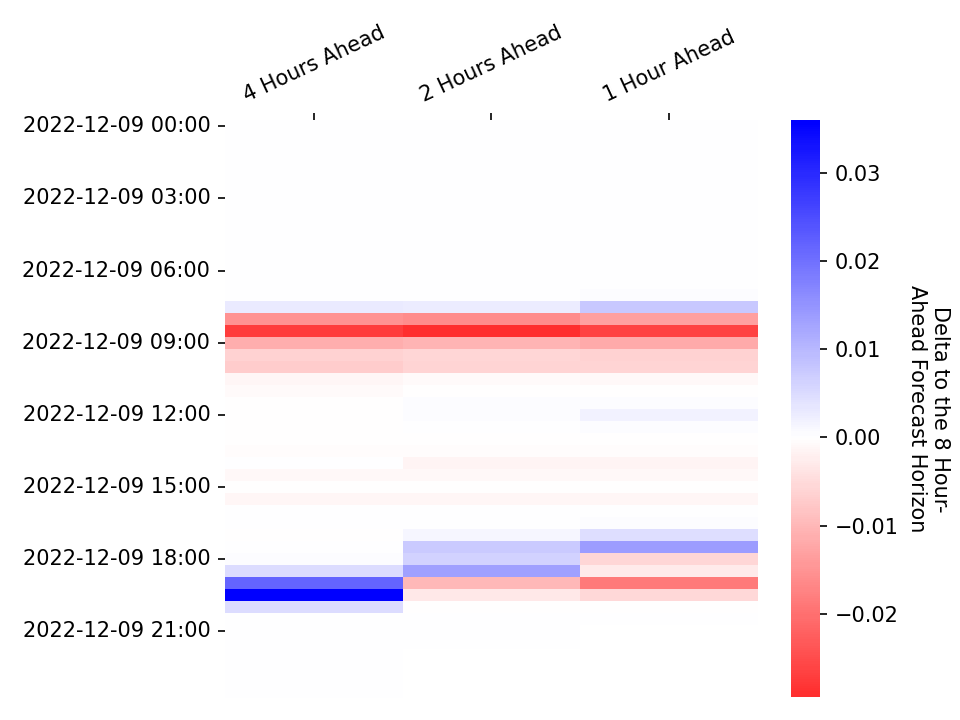 4 Hours Ahead
2 Hours Ahead
1 Hour Ahead
2022-12-09 00:00
2022-12-09 03:00
2022-12-09 06:00
2022-12-09 09:00
2022-12-09 12:00
2022-12-09 15:00
2022-12-09 18:00
2022-12-09 21:00
0.03
0.02
0.01
0.00
−0.01
−0.02
Delta to the 8 Hour-
Ahead Forecast Horizon